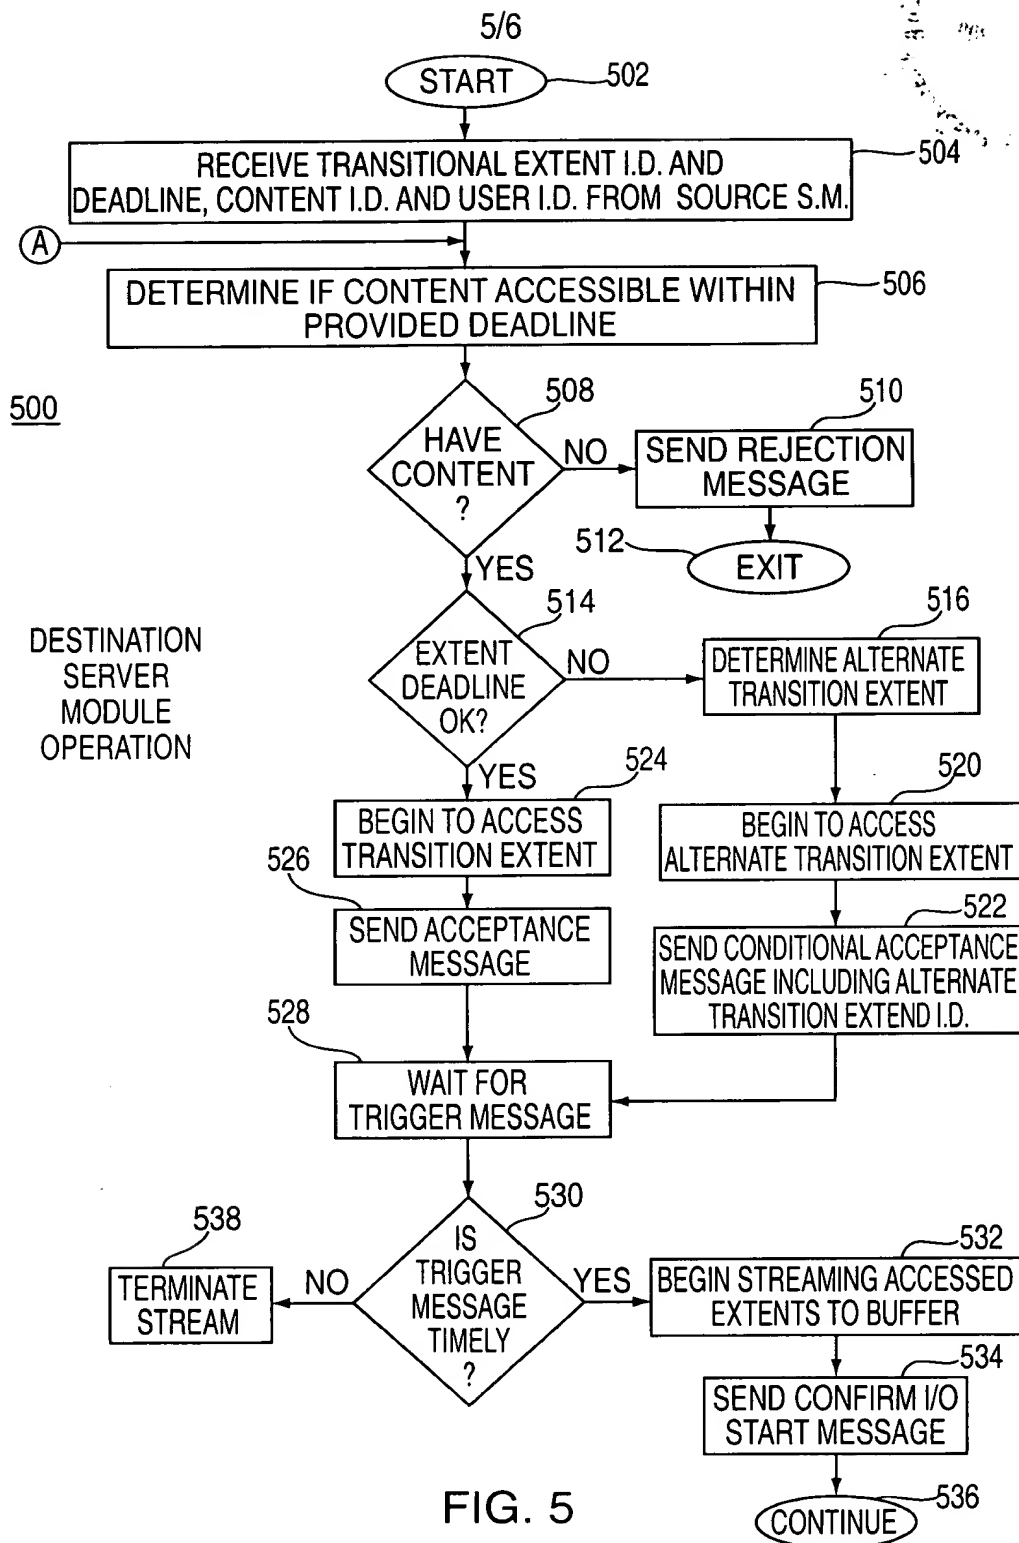 5/6
START
502
RECEIVE TRANSITIONAL EXTENT I.D. AND
DEADLINE, CONTENT I.D. AND USER I.D. FROM SOURCE S.M.
504
A
DETERMINE IF CONTENT ACCESSIBLE WITHIN
PROVIDED DEADLINE
506
500
508
HAVE
CONTENT
?
NO
510
SEND REJECTION
MESSAGE
512
EXIT
YES
514
DESTINATION
SERVER
MODULE
OPERATION
EXTENT
DEADLINE
OK?
NO
516
DETERMINE ALTERNATE
TRANSITION EXTENT
YES
524
BEGIN TO ACCESS
TRANSITION EXTENT
520
BEGIN TO ACCESS
ALTERNATE TRANSITION EXTENT
526
SEND ACCEPTANCE
MESSAGE
522
SEND CONDITIONAL ACCEPTANCE
MESSAGE INCLUDING ALTERNATE
TRANSITION EXTEND I.D.
528
WAIT FOR
TRIGGER MESSAGE
530
IS
TRIGGER
MESSAGE
TIMELY
?
NO
538
TERMINATE
STREAM
YES
532
BEGIN STREAMING ACCESSED
EXTENTS TO BUFFER
534
SEND CONFIRM I/O
START MESSAGE
536
CONTINUE
FIG. 5